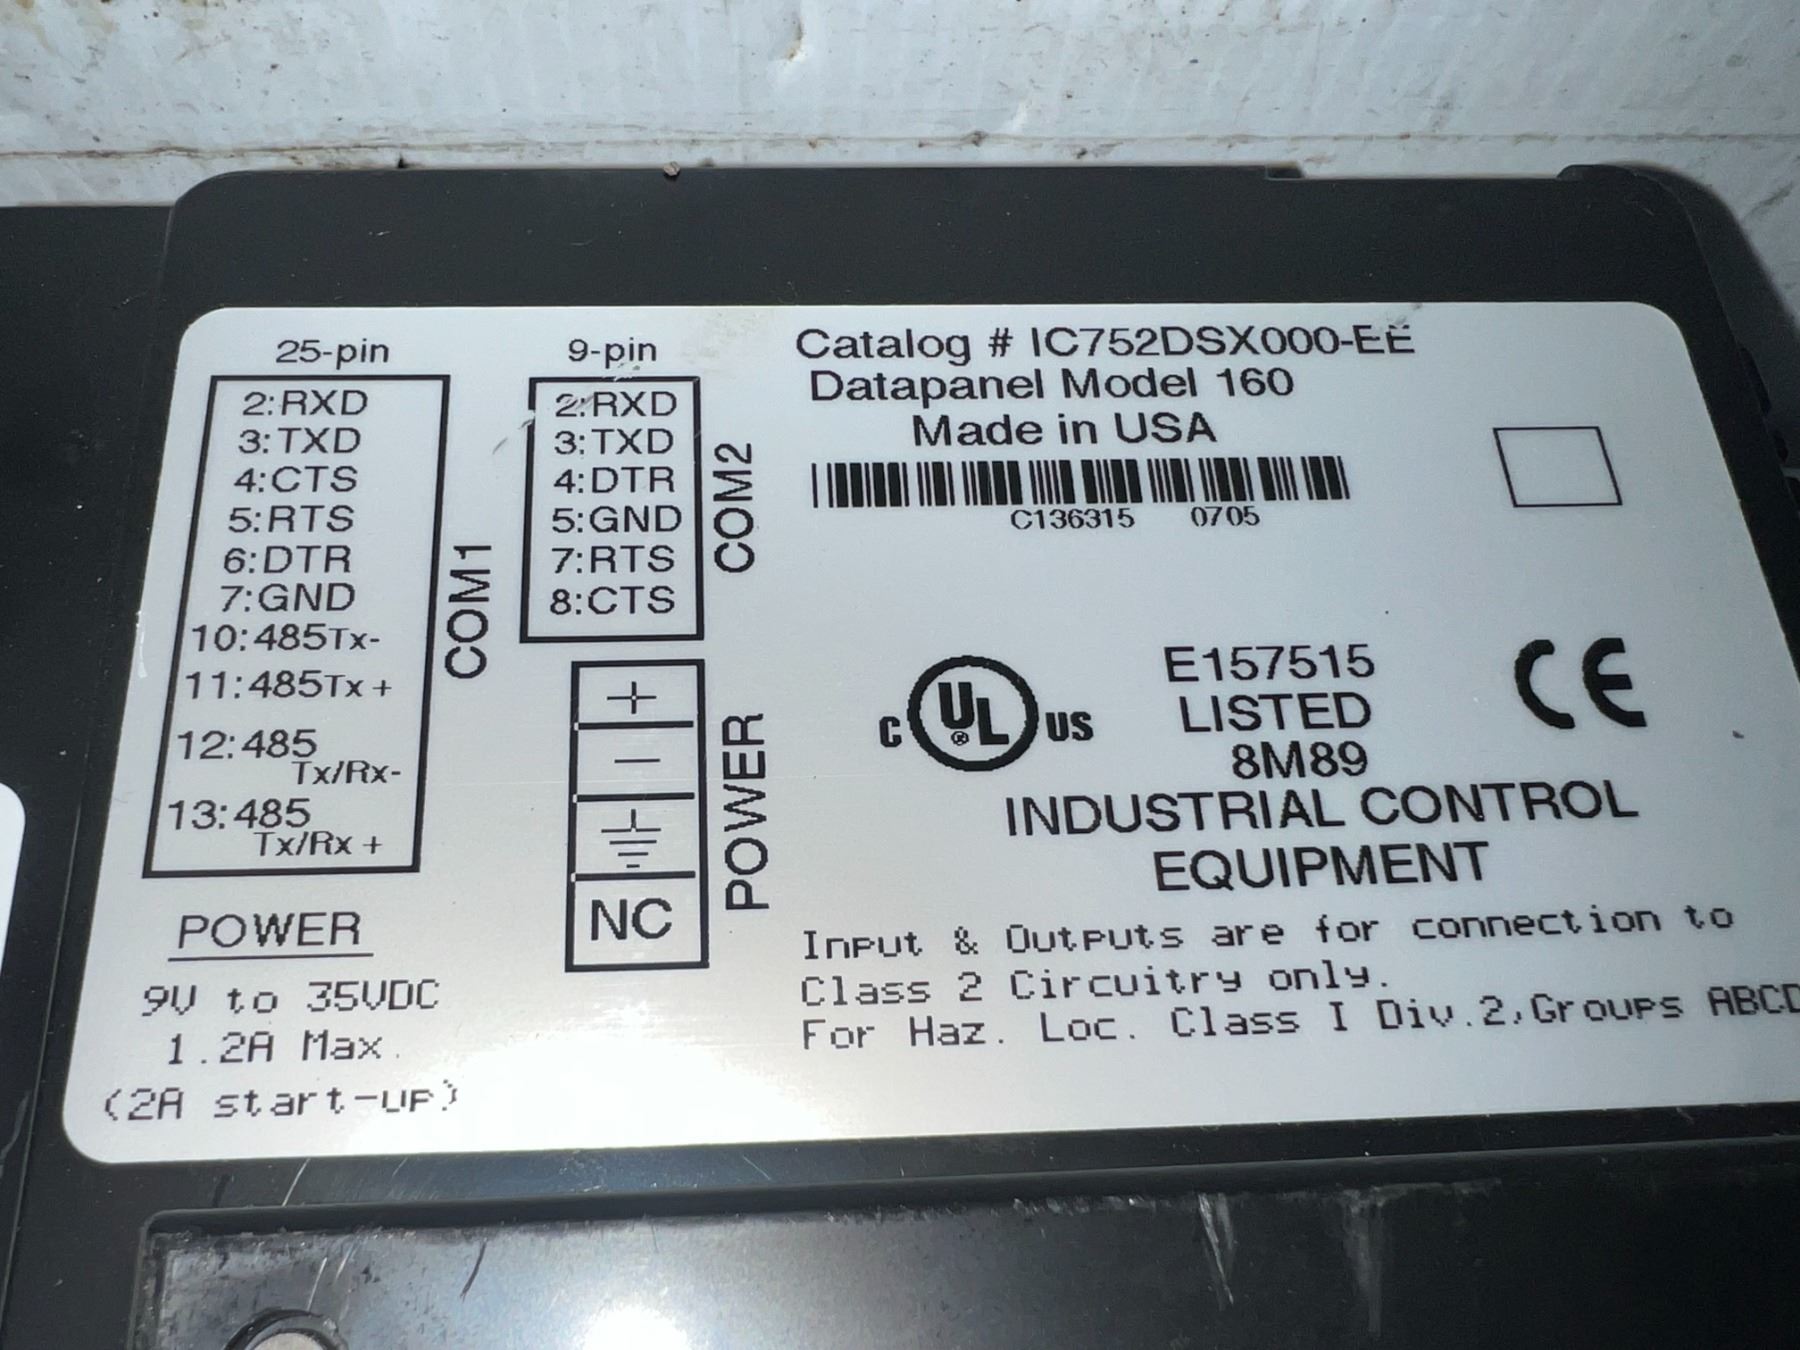 25-pin
2:RXD
3:TXD
4:CTS
5:RTS
6:DTR
7:GND
10:485Tx-
11:485Tx+
12:485
Tx/Rx-
13:485
Tx/Rx+
COM1
9-pin
2:RXD
3:TXD
4:DTR
5:GND
7:RTS
8:CTS
COM2
+
−
NC
POWER
POWER
9V to 35VDC
1.2A Max.
(2A start-up)
Catalog # IC752DSX000-EE
Datapanel Model 160
Made in USA
C136315 0705
C UL® US
E157515
LISTED
8M89
CE
INDUSTRIAL CONTROL
EQUIPMENT
Input & Outputs are for connection to
Class 2 Circuitry only.
For Haz. Loc. Class I Div.2,Groups ABCD